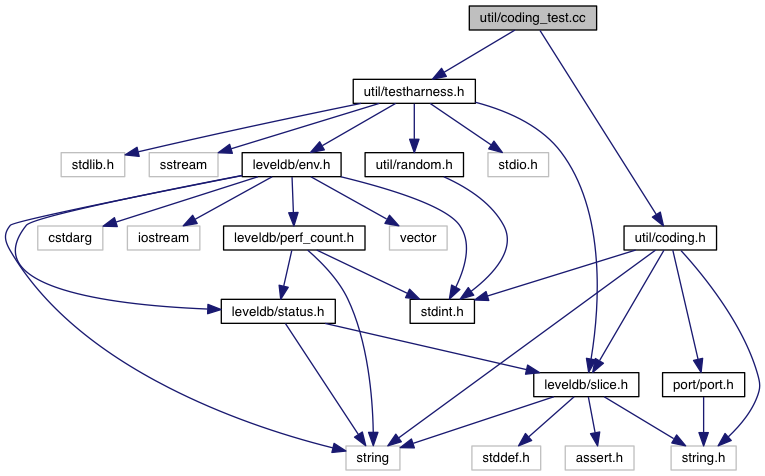 util/coding_test.cc
util/testharness.h
stdlib.h
sstream
leveldb/env.h
util/random.h
stdio.h
cstdarg
iostream
leveldb/perf_count.h
vector
util/coding.h
leveldb/status.h
stdint.h
leveldb/slice.h
port/port.h
string
stddef.h
assert.h
string.h